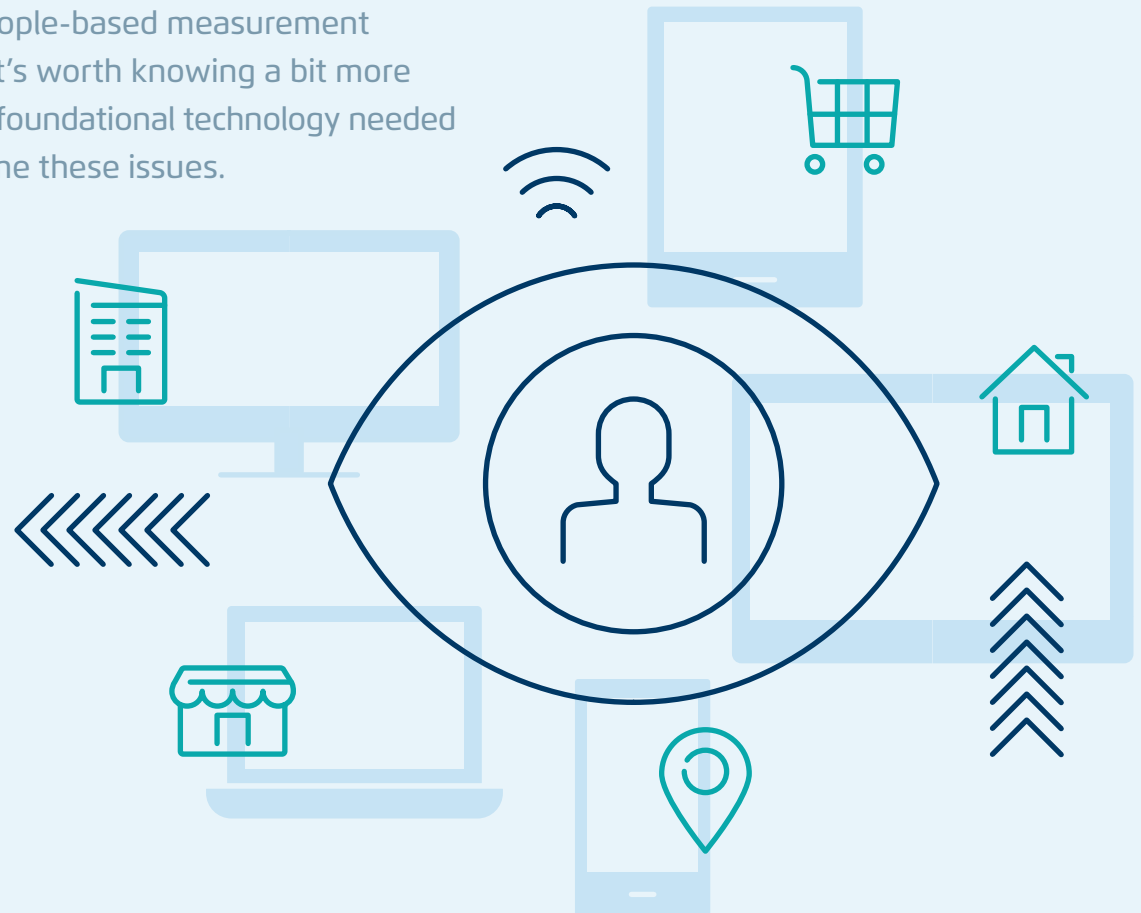 ople-based measurement
t’s worth knowing a bit more
foundational technology needed
ne these issues.